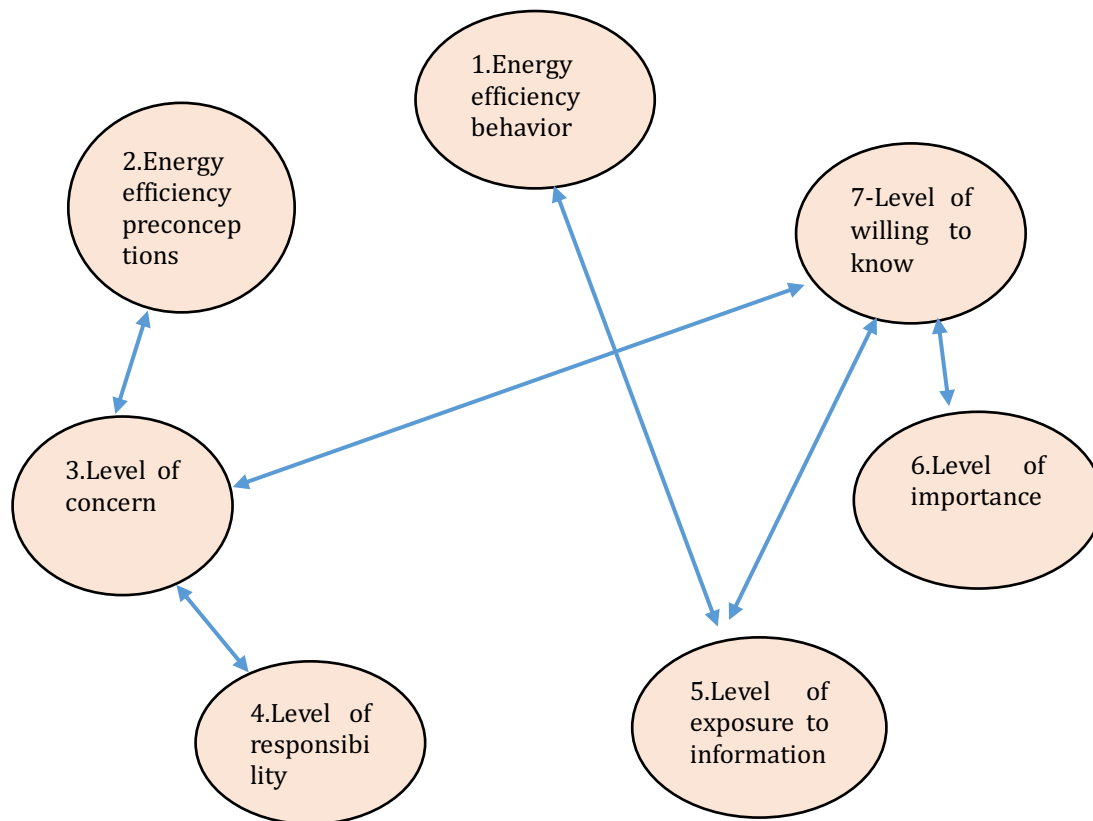 1.Energy
efficiency
behavior
2.Energy
efficiency
preconcep
tions
7-Level of
willing to
know
3.Level of
concern
6.Level of
importance
4.Level of
responsibi
lity
5.Level of
exposure to
information